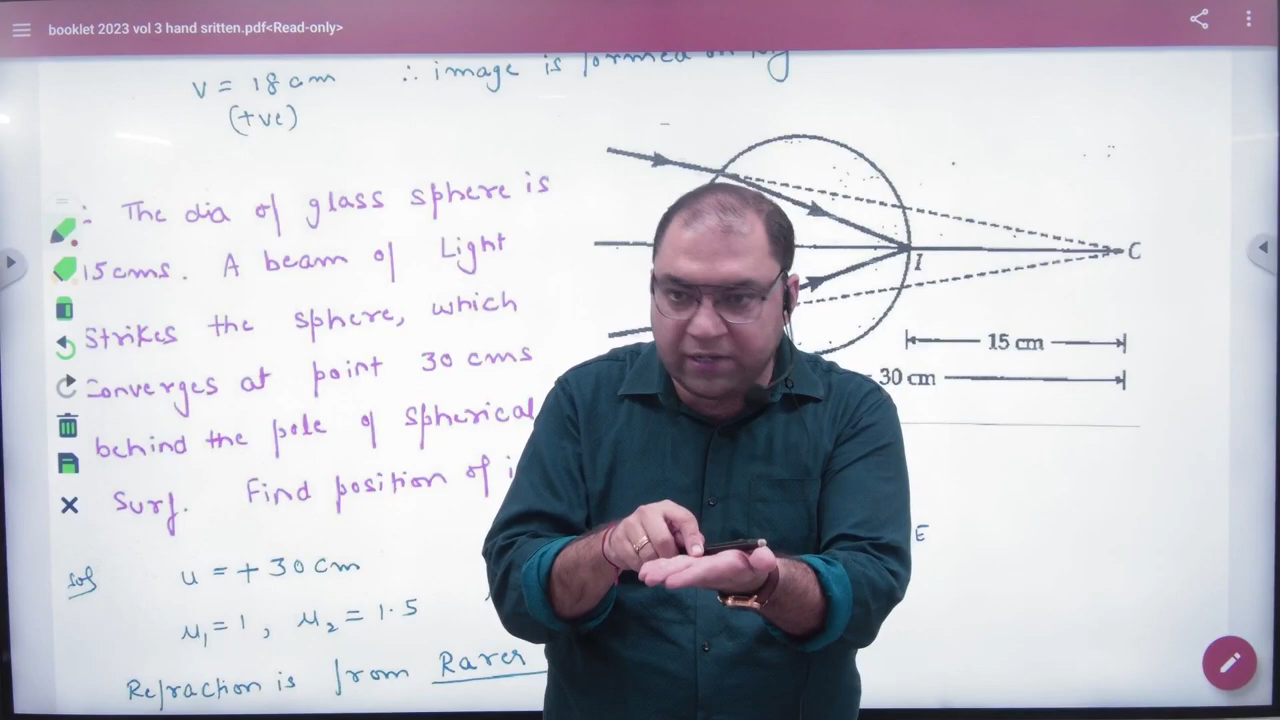 booklet 2023 vol 3 hand sritten.pdf<Read-only>
v = 18 cm ∴ image is formed on
(+ve)
: The dia of glass sphere is
15 cms. A beam of Light
Strikes the sphere, which
Converges at point 30 cms
behind the pole of spherical
Surf. Find position of
I
C
15 cm
30 cm
E
sol u = + 30 cm
μ₁ = 1, μ₂ = 1.5
Refraction is from Rarer